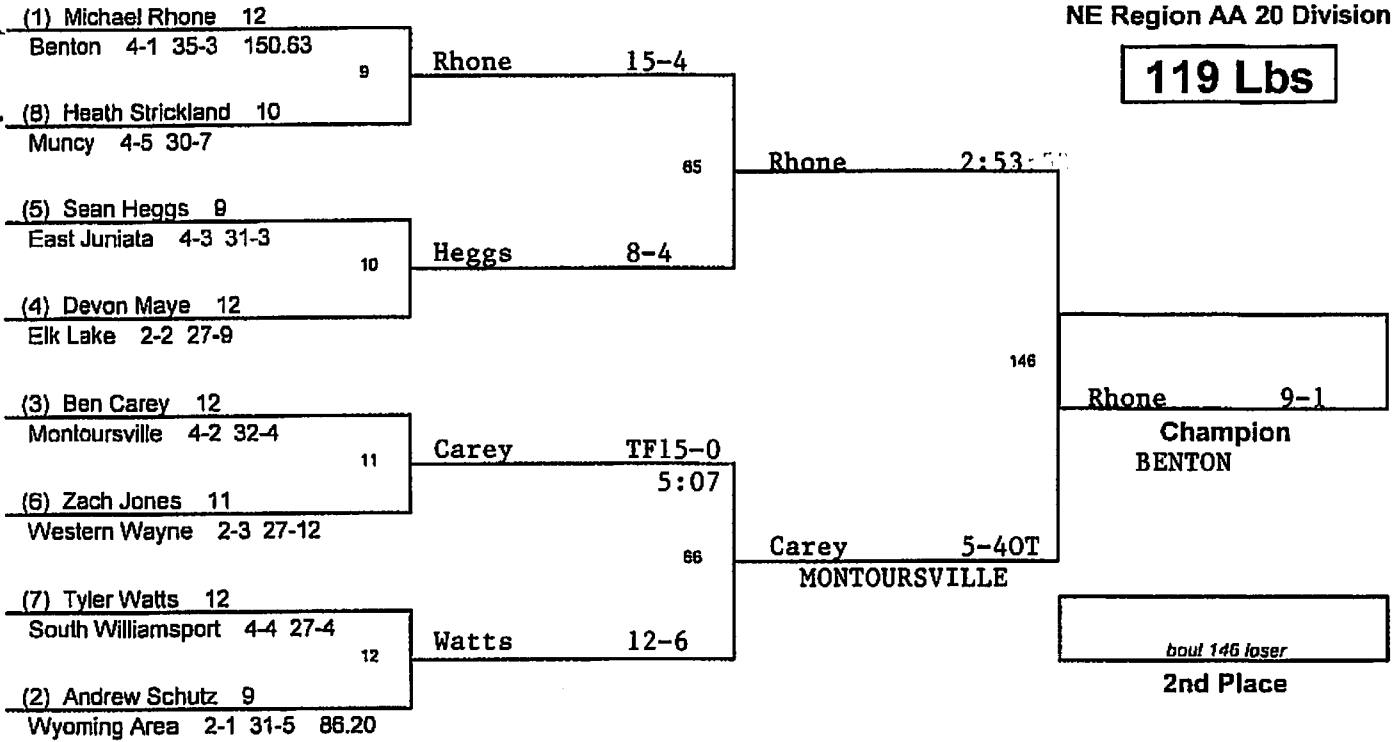 NE Region AA 20 Division
119 Lbs
(1) Michael Rhone 12
Benton 4-1 35-3 150.63
9
Rhone 15-4
(8) Heath Strickland 10
Muncy 4-5 30-7
65
Rhone 2:53
(5) Sean Heggs 9
East Juniata 4-3 31-3
10
Heggs 8-4
(4) Devon Maye 12
Elk Lake 2-2 27-9
146
Rhone 9-1
Champion
BENTON
(3) Ben Carey 12
Montoursville 4-2 32-4
11
Carey TF15-0
5:07
(6) Zach Jones 11
Western Wayne 2-3 27-12
66
Carey 5-4OT
MONTOURSVILLE
(7) Tyler Watts 12
South Williamsport 4-4 27-4
12
Watts 12-6
(2) Andrew Schutz 9
Wyoming Area 2-1 31-5 86.20
bout 146 loser
2nd Place